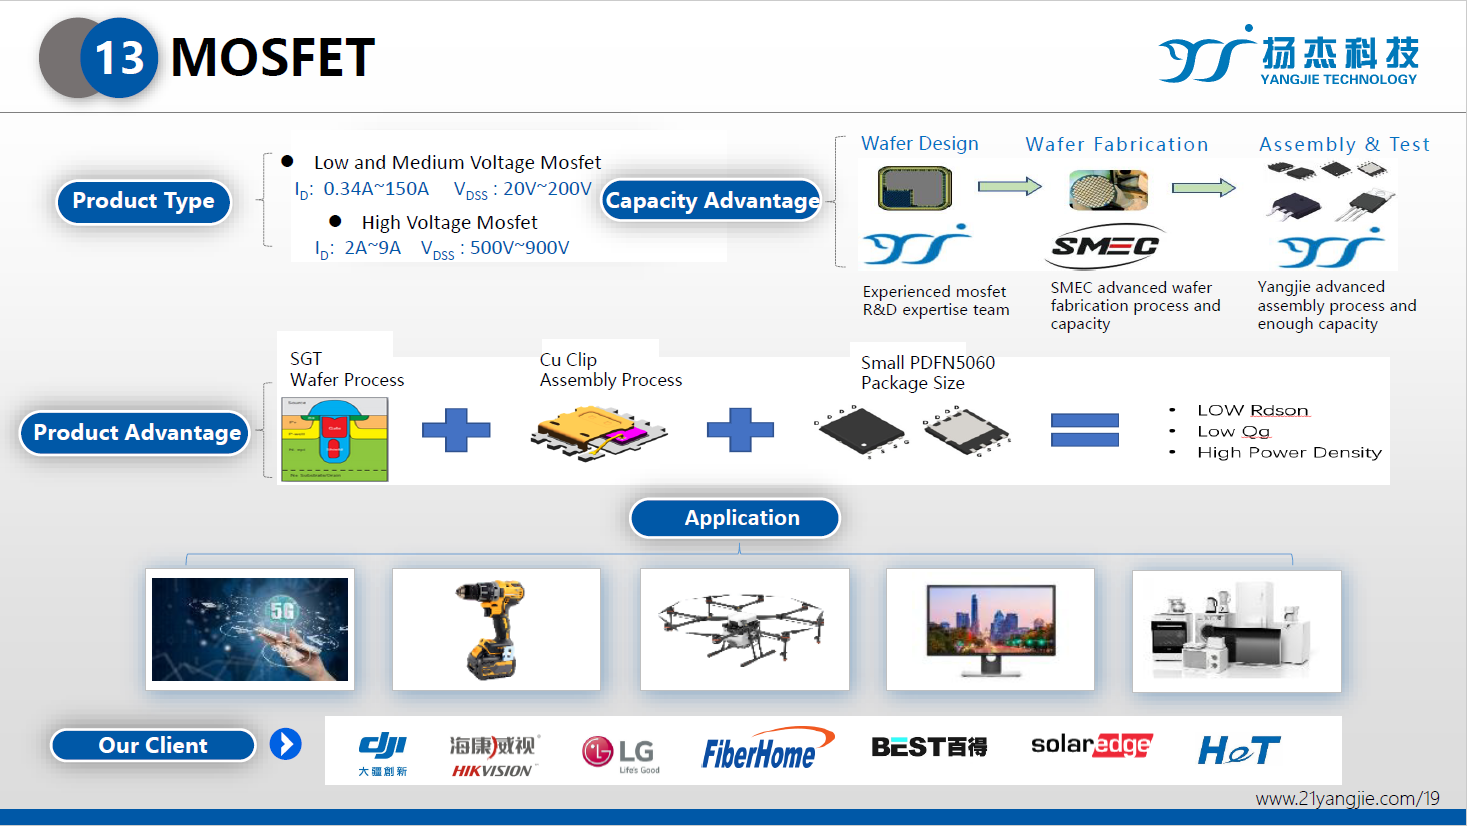 13 MOSFET
扬杰科技
YANGJIE TECHNOLOGY
Product Type
● Low and Medium Voltage Mosfet
ID: 0.34A~150A VDSS : 20V~200V
● High Voltage Mosfet
ID: 2A~9A VDSS : 500V~900V
Capacity Advantage
Wafer Design
Wafer Fabrication
Assembly & Test
SMEC
Experienced mosfet
R&D expertise team
SMEC advanced wafer
fabrication process and
capacity
Yangjie advanced
assembly process and
enough capacity
Product Advantage
SGT
Wafer Process
Cu Clip
Assembly Process
Small PDFN5060
Package Size
D D D D
S S S G
• LOW Rdson
• Low Qg
• High Power Density
Application
5G
Our Client
dji
大疆創新
海康威视
HIKVISION
LG
Life's Good
FiberHome
BEST百得
solaredge
HeT
www.21yangjie.com/19